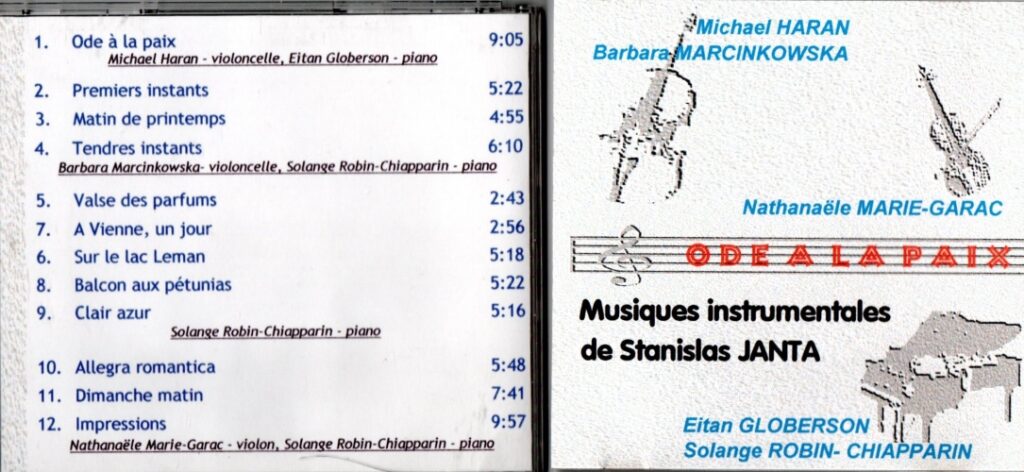 1. Ode à la paix 9:05
Michael Haran - violoncelle, Eitan Globerson - piano
2. Premiers instants 5:22
3. Matin de printemps 4:55
4. Tendres instants 6:10
Barbara Marcinkowska- violoncelle, Solange Robin-Chiapparin - piano
5. Valse des parfums 2:43
7. A Vienne, un jour 2:56
6. Sur le lac Leman 5:18
8. Balcon aux pétunias 5:22
9. Clair azur 5:16
Solange Robin-Chiapparin - piano
10. Allegra romantica 5:48
11. Dimanche matin 7:41
12. Impressions 9:57
Nathanaële Marie-Garac - violon, Solange Robin-Chiapparin - piano
Michael HARAN
Barbara MARCINKOWSKA
Nathanaële MARIE-GARAC
ODE A LA PAIX
Musiques instrumentales
de Stanislas JANTA
Eitan GLOBERSON
Solange ROBIN- CHIAPPARIN